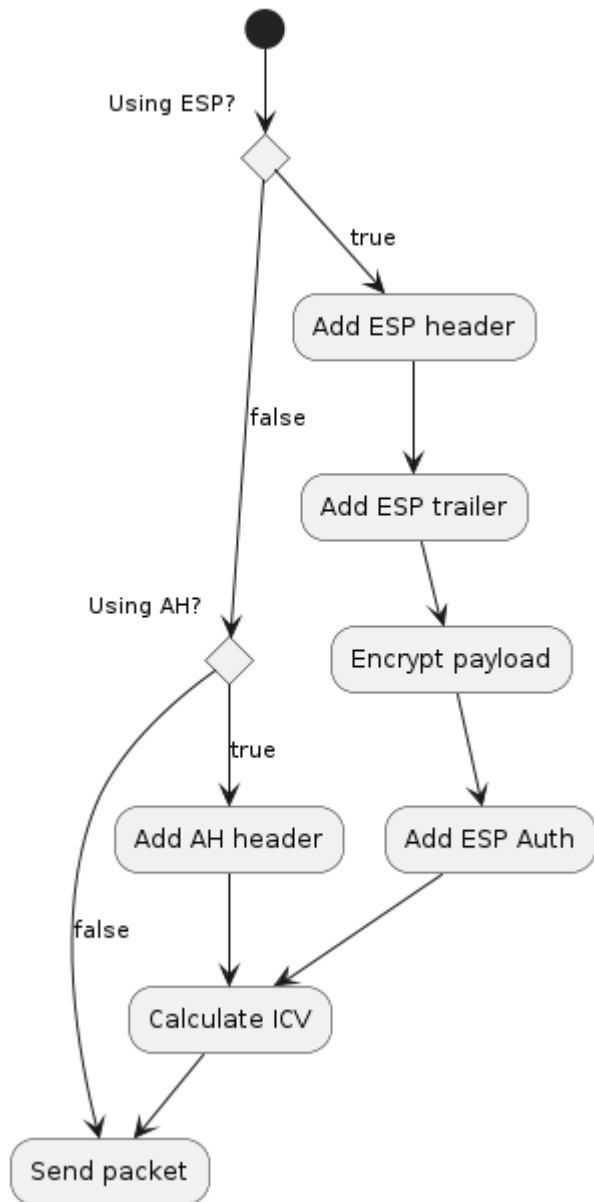 Using ESP?
true
Add ESP header
false
Add ESP trailer
Using AH?
Encrypt payload
true
Add AH header
Add ESP Auth
false
Calculate ICV
Send packet